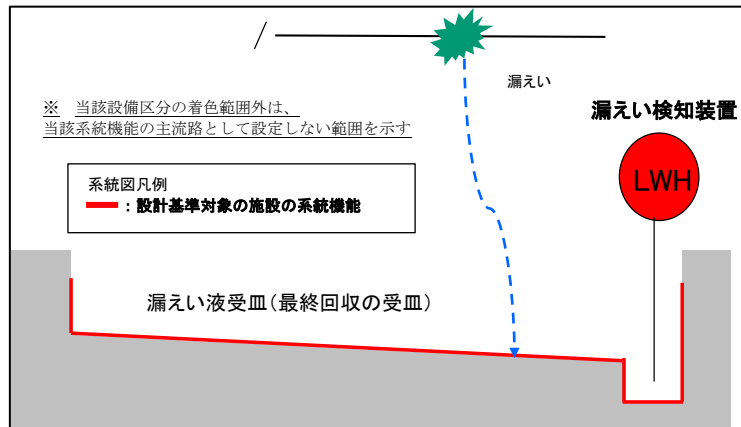 漏えい
※　当該設備区分の着色範囲外は、
当該系統機能の主流路として設定しない範囲を示す
漏えい検知装置
LWH
系統図凡例
：設計基準対象の施設の系統機能
漏えい液受皿（最終回収の受皿）